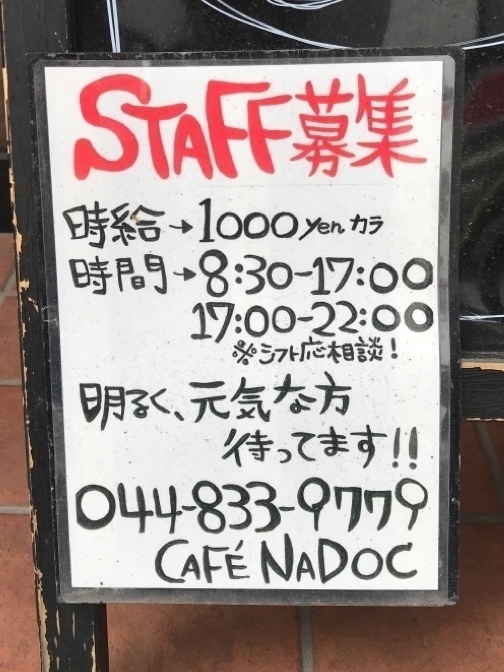 STAFF募集
時給→1000yenカラ
時間→8:30-17:00
17:00-22:00
※シフト応相談!
明るく、元気な方
待ってます!!
044-833-9779
CAFÉ NADOC